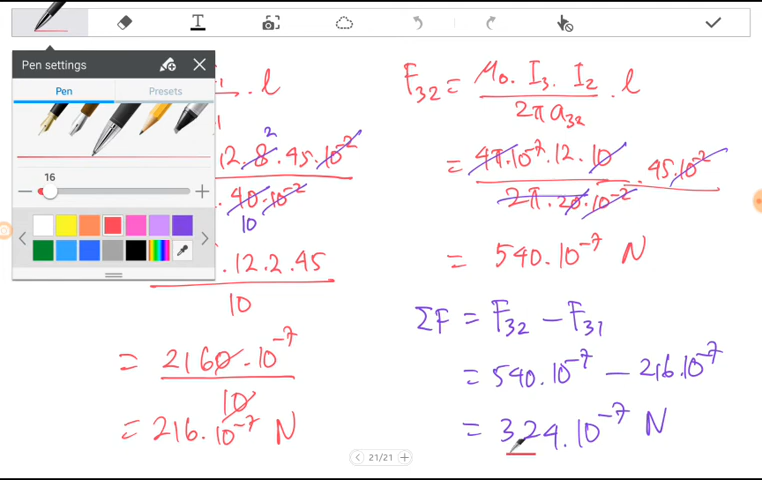 T
Pen settings
Pen Presets
16
. l
12 . 8 2 . 45 . 10⁻²
. 40 . 10⁻²
10
. 12 . 2 . 45
10
= 2160 . 10⁻⁷
10
= 216 . 10⁻⁷ N
F₃₂ = μ₀ . I₃ . I₂ . l
2π a₃₂
= 4π . 10⁻⁷ . 12 . 10 . 45 . 10⁻²
2π . 20 . 10⁻²
= 540 . 10⁻⁷ N
ΣF = F₃₂ − F₃₁
= 540 . 10⁻⁷ − 216 . 10⁻⁷
= 324 . 10⁻⁷ N
21/21